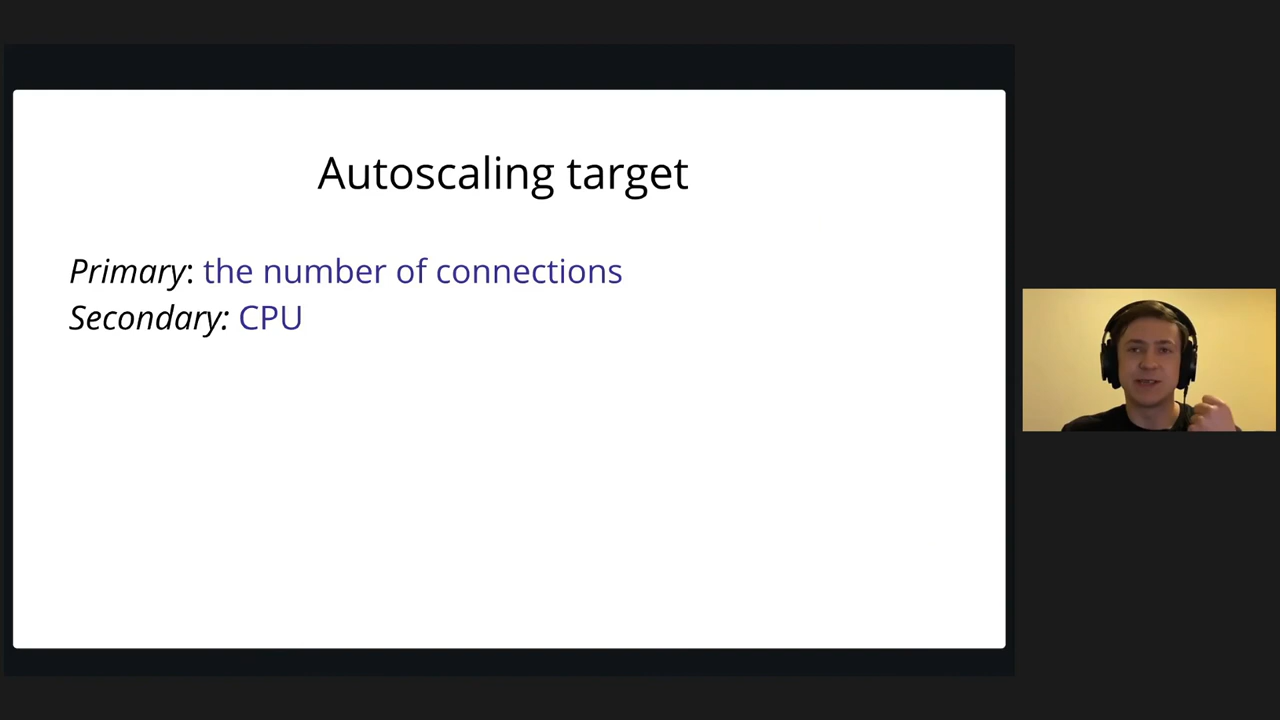 Autoscaling target
Primary: the number of connections
Secondary: CPU